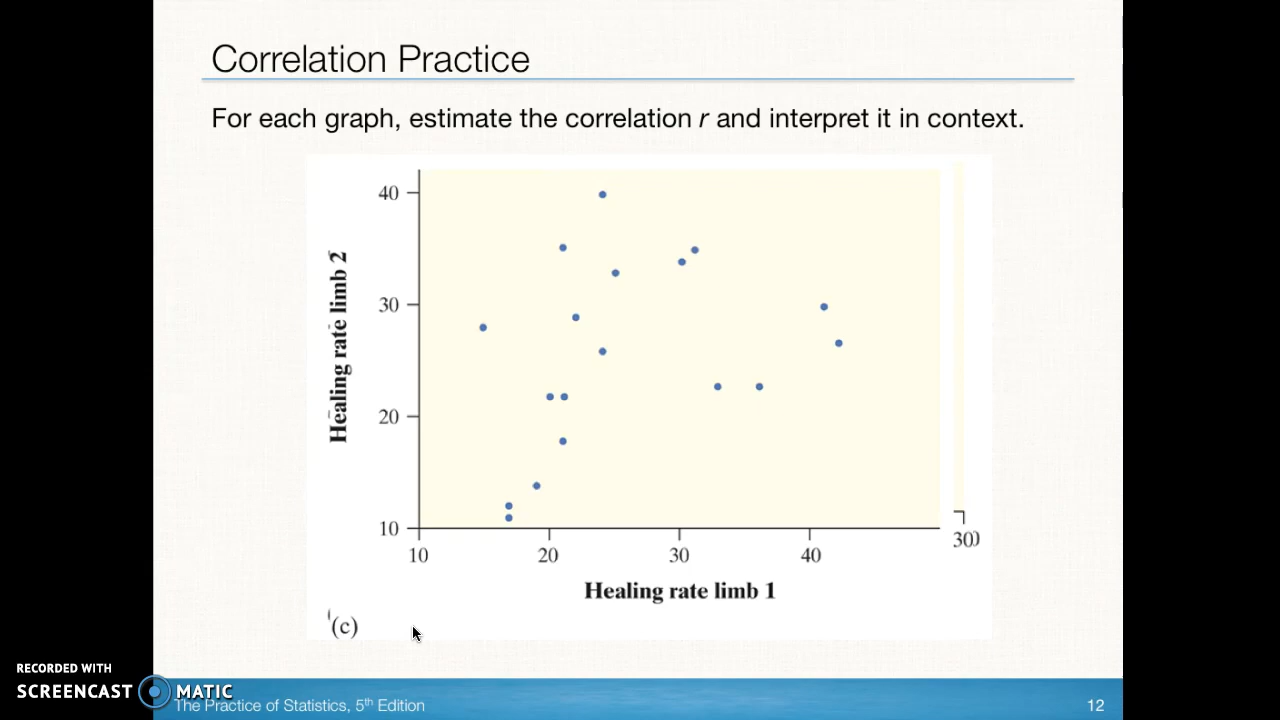 Correlation Practice
For each graph, estimate the correlation r and interpret it in context.
40
30
20
10
Healing rate limb 2
10 20 30 40
300
Healing rate limb 1
(c)
RECORDED WITH
SCREENCAST MATIC
The Practice of Statistics, 5th Edition
12